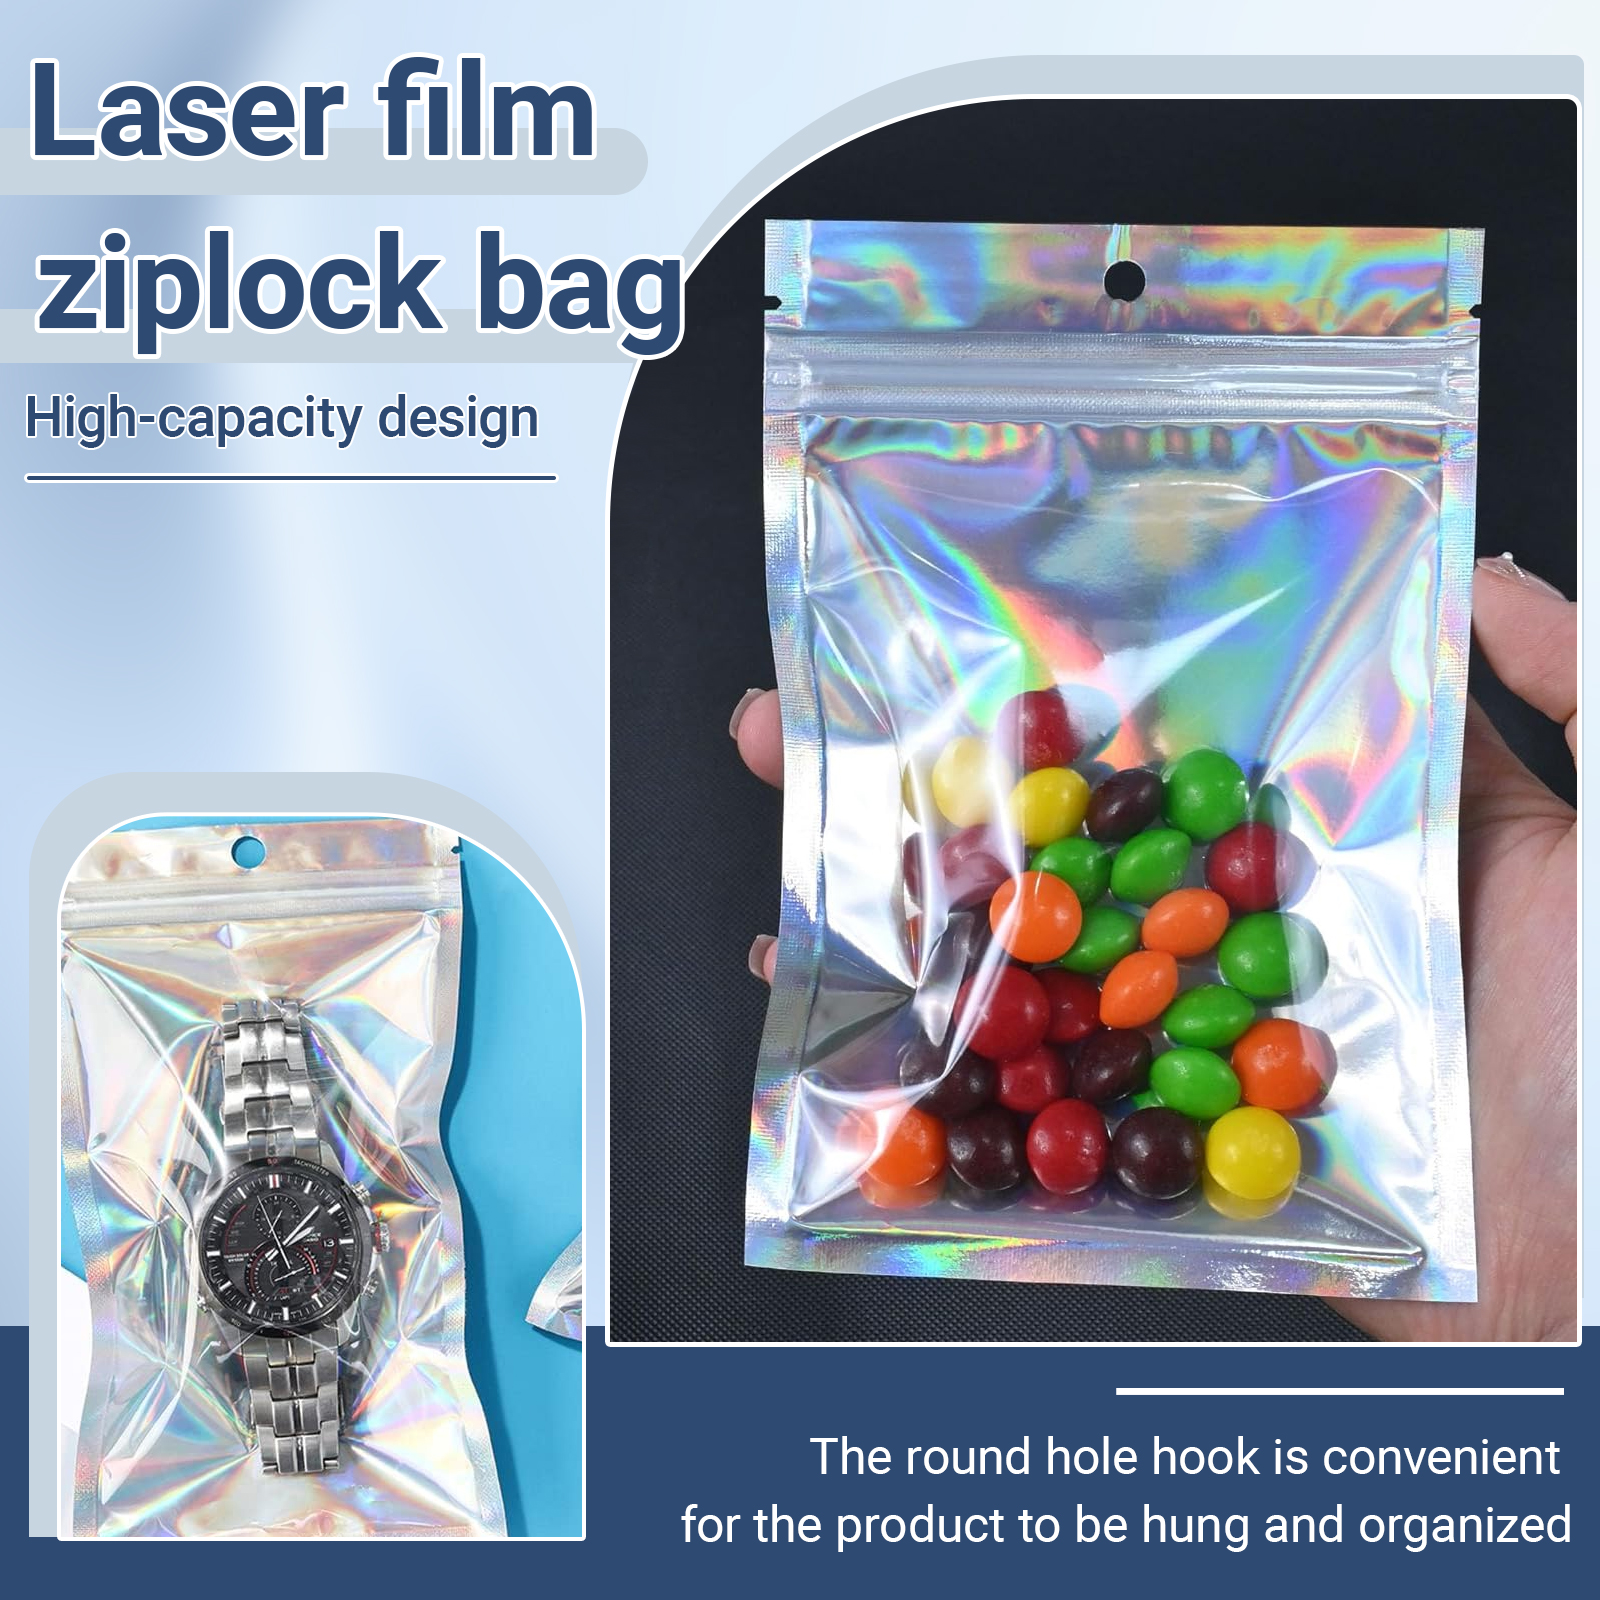 Laser film
ziplock bag
High-capacity design
TACHYMETER
The round hole hook is convenient
for the product to be hung and organized